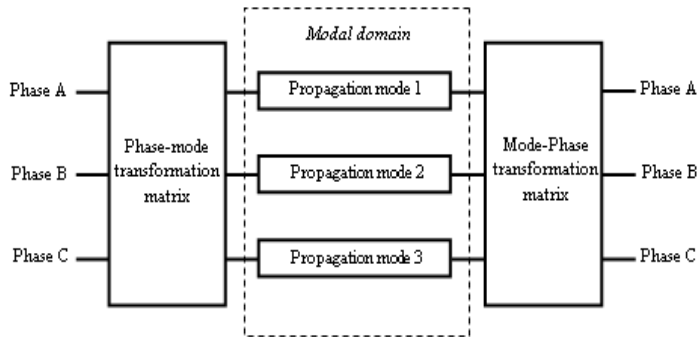 Modal domain
Phase A
Propagation mode 1
Phase A
Phase-mode
transformation
matrix
Phase B
Propagation mode 2
Mode-Phase
transformation
matrix
Phase B
Phase C
Propagation mode 3
Phase C